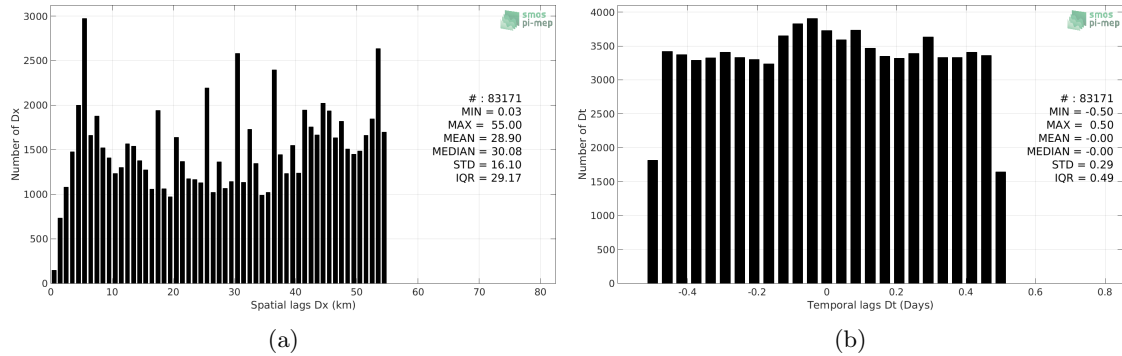 3000
2500
2000
1500
1000
500
0
Number of Dx
smos
pi-mep
# : 83171
MIN = 0.03
MAX = 55.00
MEAN = 28.90
MEDIAN = 30.08
STD = 16.10
IQR = 29.17
0 10 20 30 40 50 60 70 80
Spatial lags Dx (km)
(a)
4000
3500
3000
2500
2000
1500
1000
500
0
Number of Dt
smos
pi-mep
# : 83171
MIN = -0.50
MAX = 0.50
MEAN = -0.00
MEDIAN = -0.00
STD = 0.29
IQR = 0.49
-0.4 -0.2 0 0.2 0.4 0.6 0.8
Temporal lags Dt (Days)
(b)